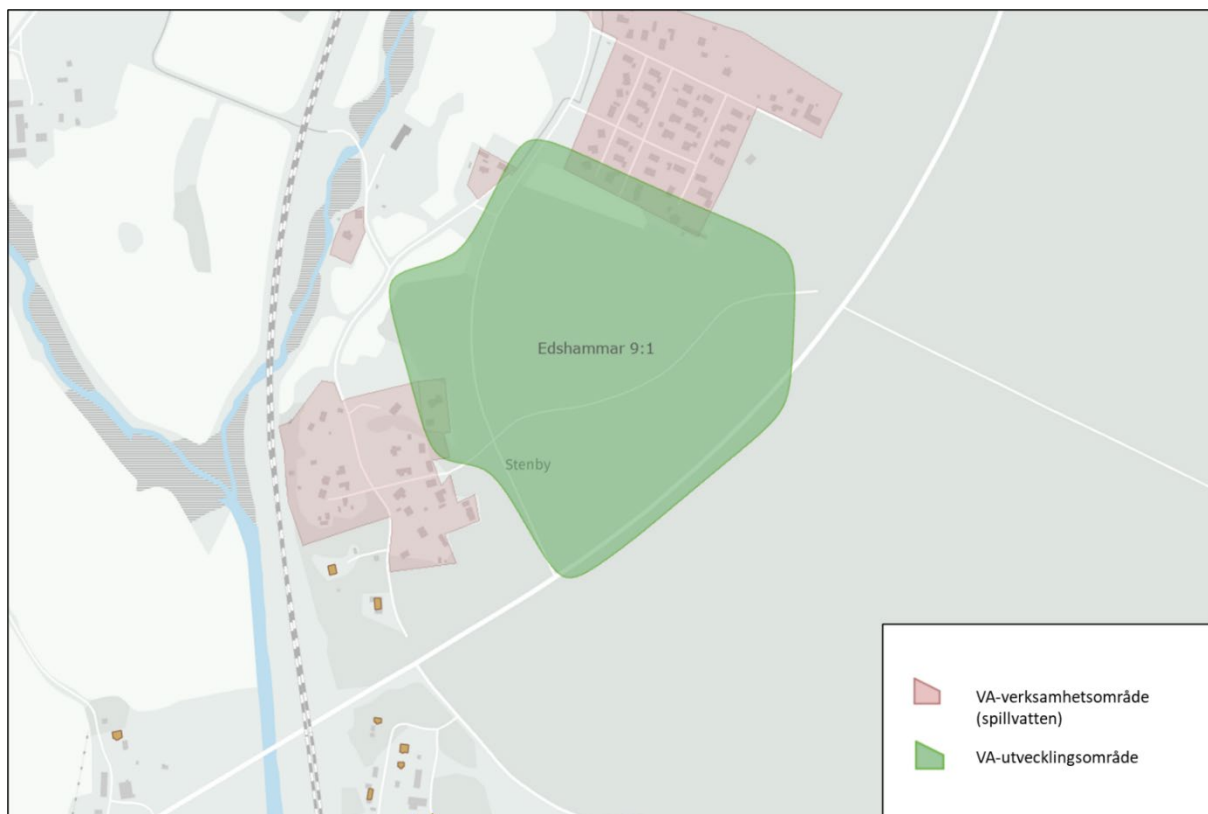 Edshammar 9:1
Stenby
VA-verksamhetsområde
(spillvatten)
VA-utvecklingsområde